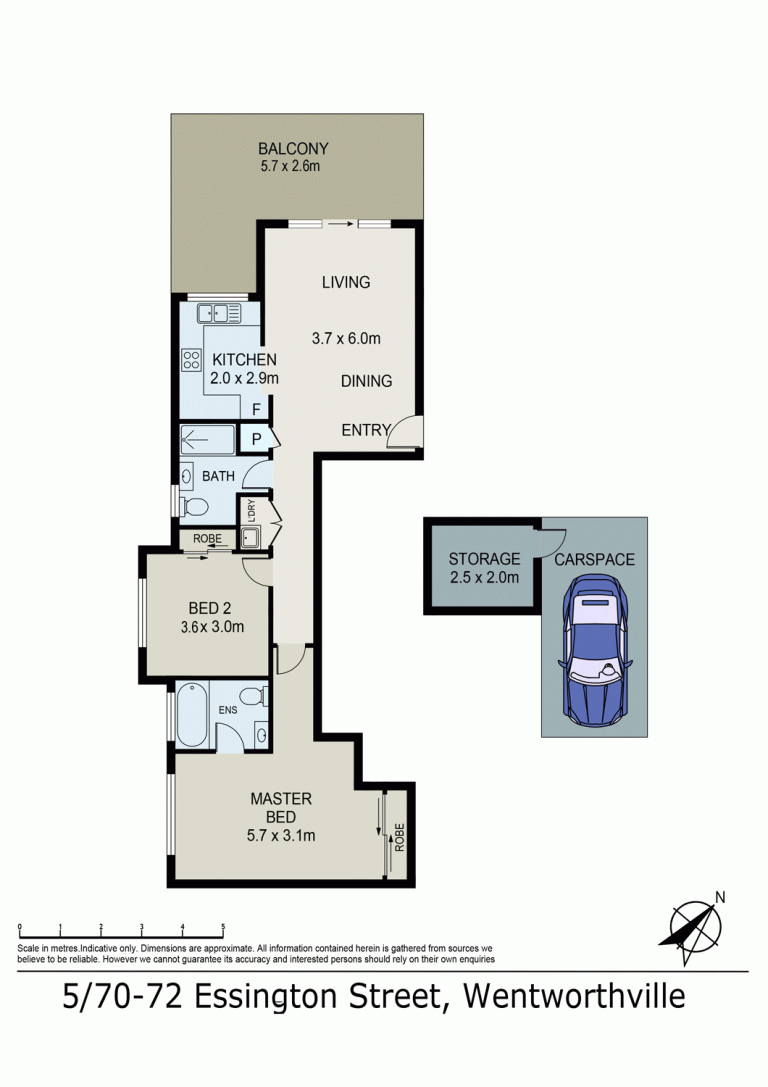 BALCONY
5.7 x 2.6m
LIVING
3.7 x 6.0m
KITCHEN
2.0 x 2.9m
DINING
F
ENTRY
P
BATH
L'DRY
ROBE
STORAGE
2.5 x 2.0m
CARSPACE
BED 2
3.6 x 3.0m
ENS
MASTER
BED
5.7 x 3.1m
ROBE
N
0 1 2 3 4 5
Scale in metres.Indicative only. Dimensions are approximate. All information contained herein is gathered from sources we
believe to be reliable. However we cannot guarantee its accuracy and interested persons should rely on their own enquiries
5/70-72 Essington Street, Wentworthville